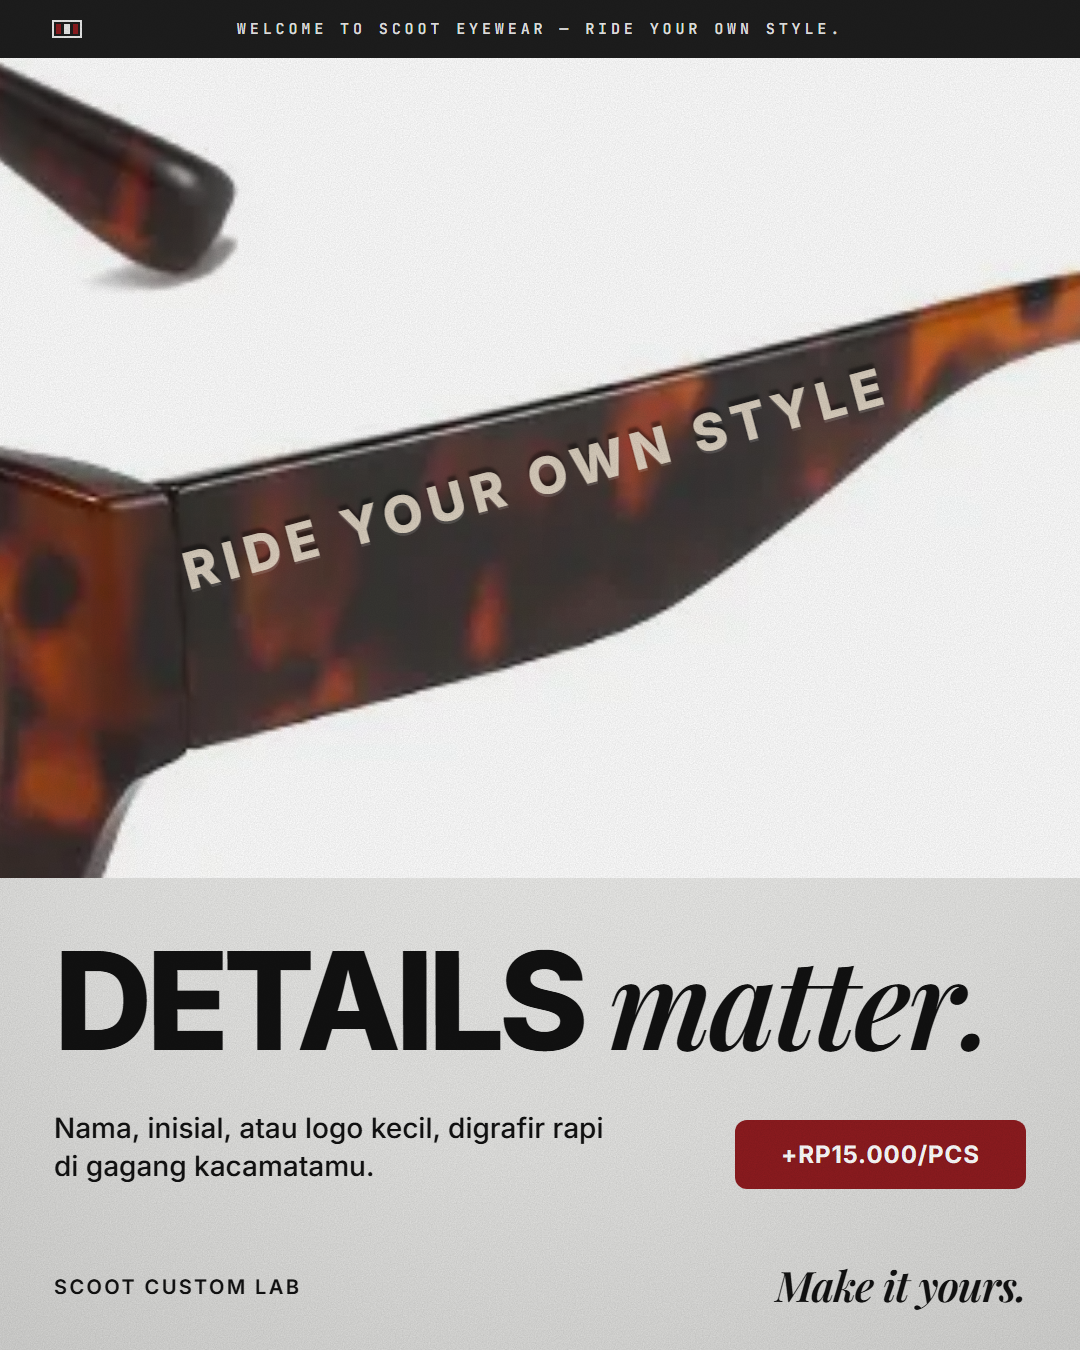 WELCOME TO SCOOT EYEWEAR — RIDE YOUR OWN STYLE.
RIDE YOUR OWN STYLE
DETAILS matter.
Nama, inisial, atau logo kecil, digrafir rapi
di gagang kacamatamu.
+RP15.000/PCS
SCOOT CUSTOM LAB
Make it yours.